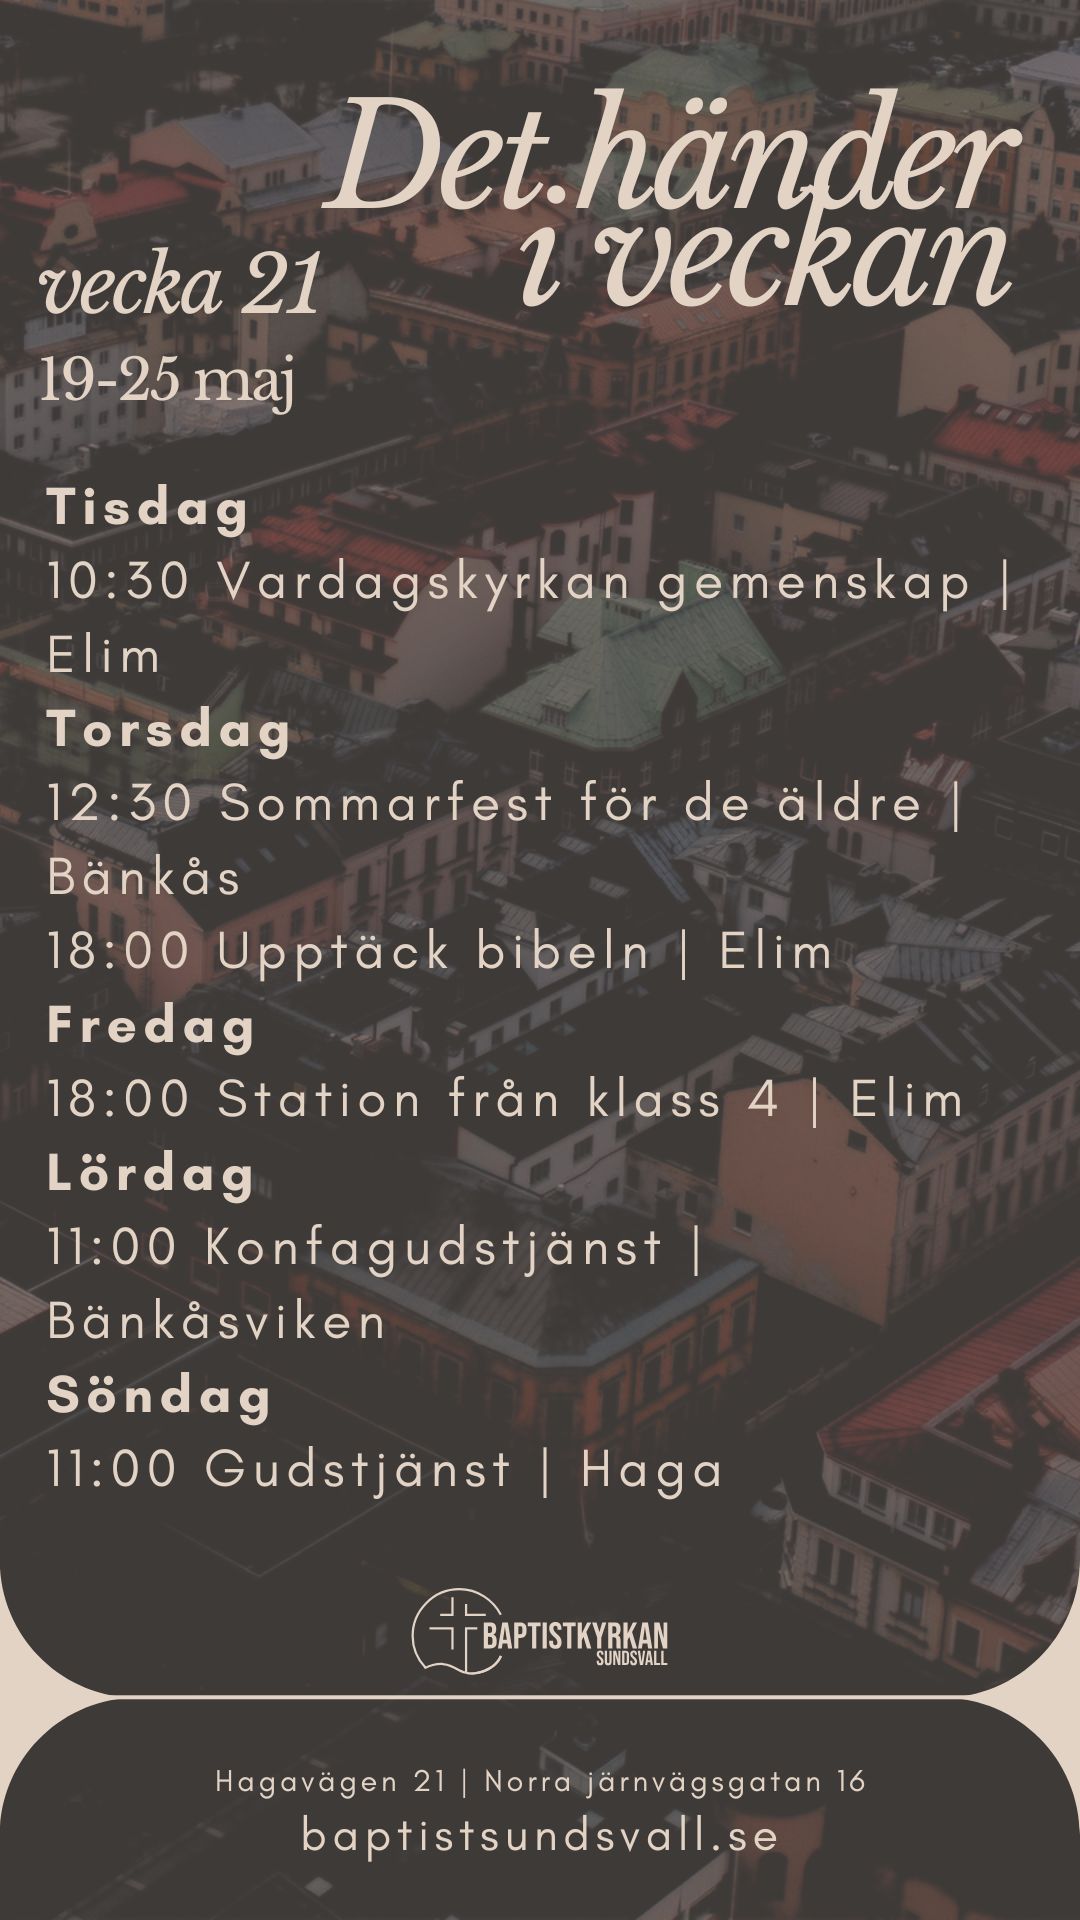 Det händer
i veckan
vecka 21
19-25 maj
Tisdag
10:30 Vardagskyrkan gemenskap |
Elim
Torsdag
12:30 Sommarfest för de äldre |
Bänkås
18:00 Upptäck bibeln | Elim
Fredag
18:00 Station från klass 4 | Elim
Lördag
11:00 Konfagudstjänst |
Bänkåsviken
Söndag
11:00 Gudstjänst | Haga
BAPTISTKYRKAN
SUNDSVALL
Hagavägen 21 | Norra järnvägsgatan 16
baptistsundsvall.se